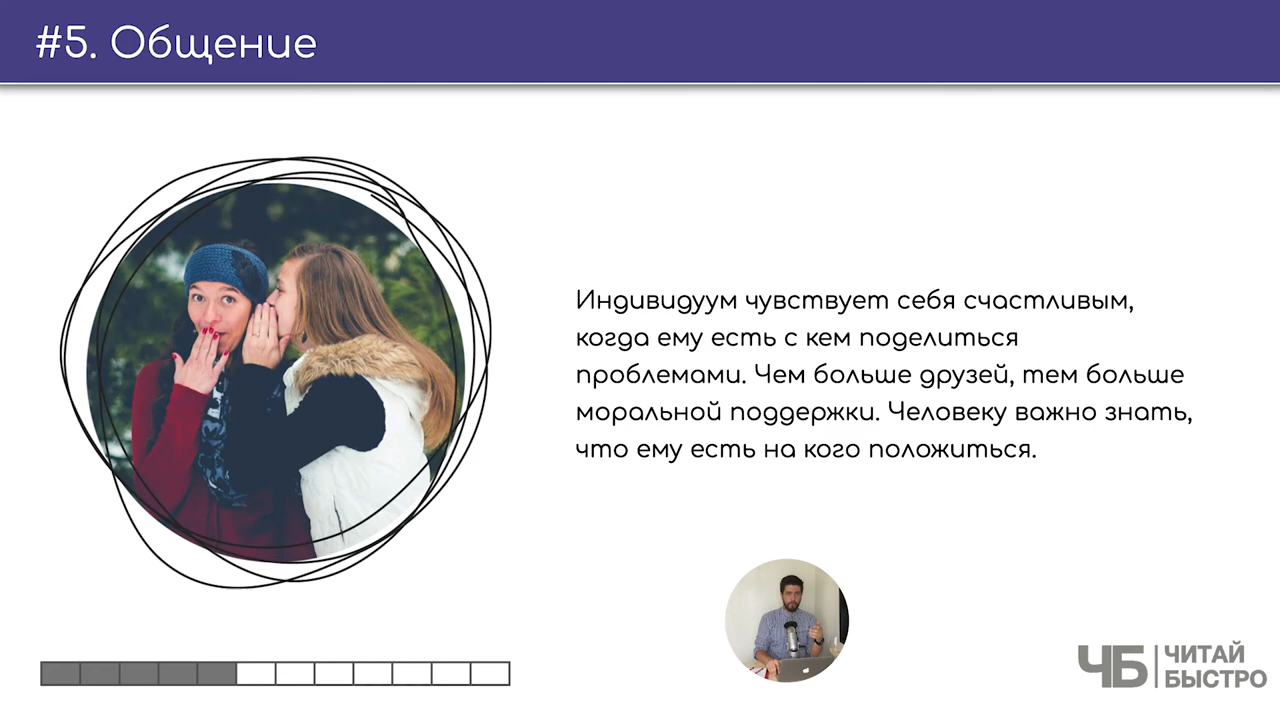 #5. Общение
Индивидуум чувствует себя счастливым,
когда ему есть с кем поделиться
проблемами. Чем больше друзей, тем больше
моральной поддержки. Человеку важно знать,
что ему есть на кого положиться.
ЧБ
ЧИТАЙ
БЫСТРО